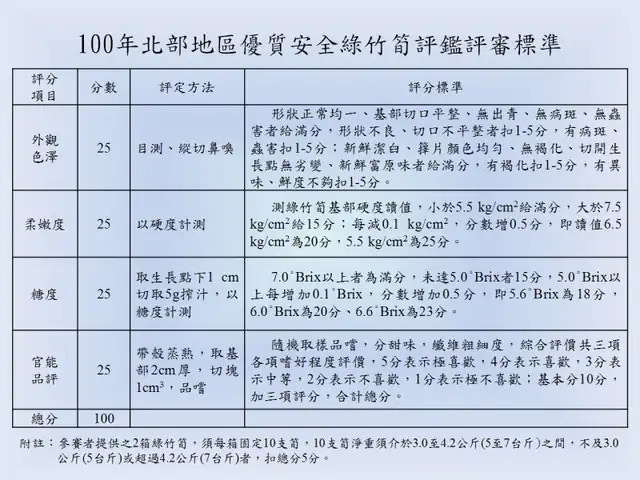 100年北部地區優質安全綠竹筍評鑑評審標準
評分
項目
分數
評定方法
評分標準
外觀
色澤
25
目測、縱切鼻嗅
形狀正常均一、基部切口平整、無出青、無病斑、無蟲
害者給滿分，形狀不良、切口不平整者扣1-5分，有病斑、
蟲害扣1-5分；新鮮潔白、籜片顏色均勻、無褐化、切開生
長點無劣變、新鮮富原味者給滿分，有褐化扣1-5分，有異
味、鮮度不夠扣1-5分。
柔嫩度
25
以硬度計測
測綠竹筍基部硬度讀值，小於5.5 kg/cm²給滿分，大於7.5
kg/cm²給15分；每減0.1 kg/cm²，分數增0.5分，即讀值6.5
kg/cm²為20分，5.5 kg/cm²為25分。
糖度
25
取生長點下1 cm
切取5g搾汁，以
糖度計測
7.0°Brix以上者為滿分，未達5.0°Brix者15分，5.0°Brix以
上每增加0.1°Brix，分數增加0.5分，即5.6°Brix為18分，
6.0°Brix為20分、6.6°Brix為23分。
官能
品評
25
帶殼蒸熟，取基
部2cm厚，切塊
1cm³，品嚐
隨機取樣品嚐，分甜味，纖維粗細度，綜合評價共三項
各項嗜好程度評價，5分表示極喜歡，4分表示喜歡，3分表
示中等，2分表示不喜歡，1分表示極不喜歡；基本分10分，
加三項評分，合計總分。
總分
100
附註：參賽者提供之2箱綠竹筍，須每箱固定10支筍，10支筍淨重須介於3.0至4.2公斤(5至7台斤）之間，不及3.0
公斤(5台斤)或超過4.2公斤(7台斤)者，扣總分5分。